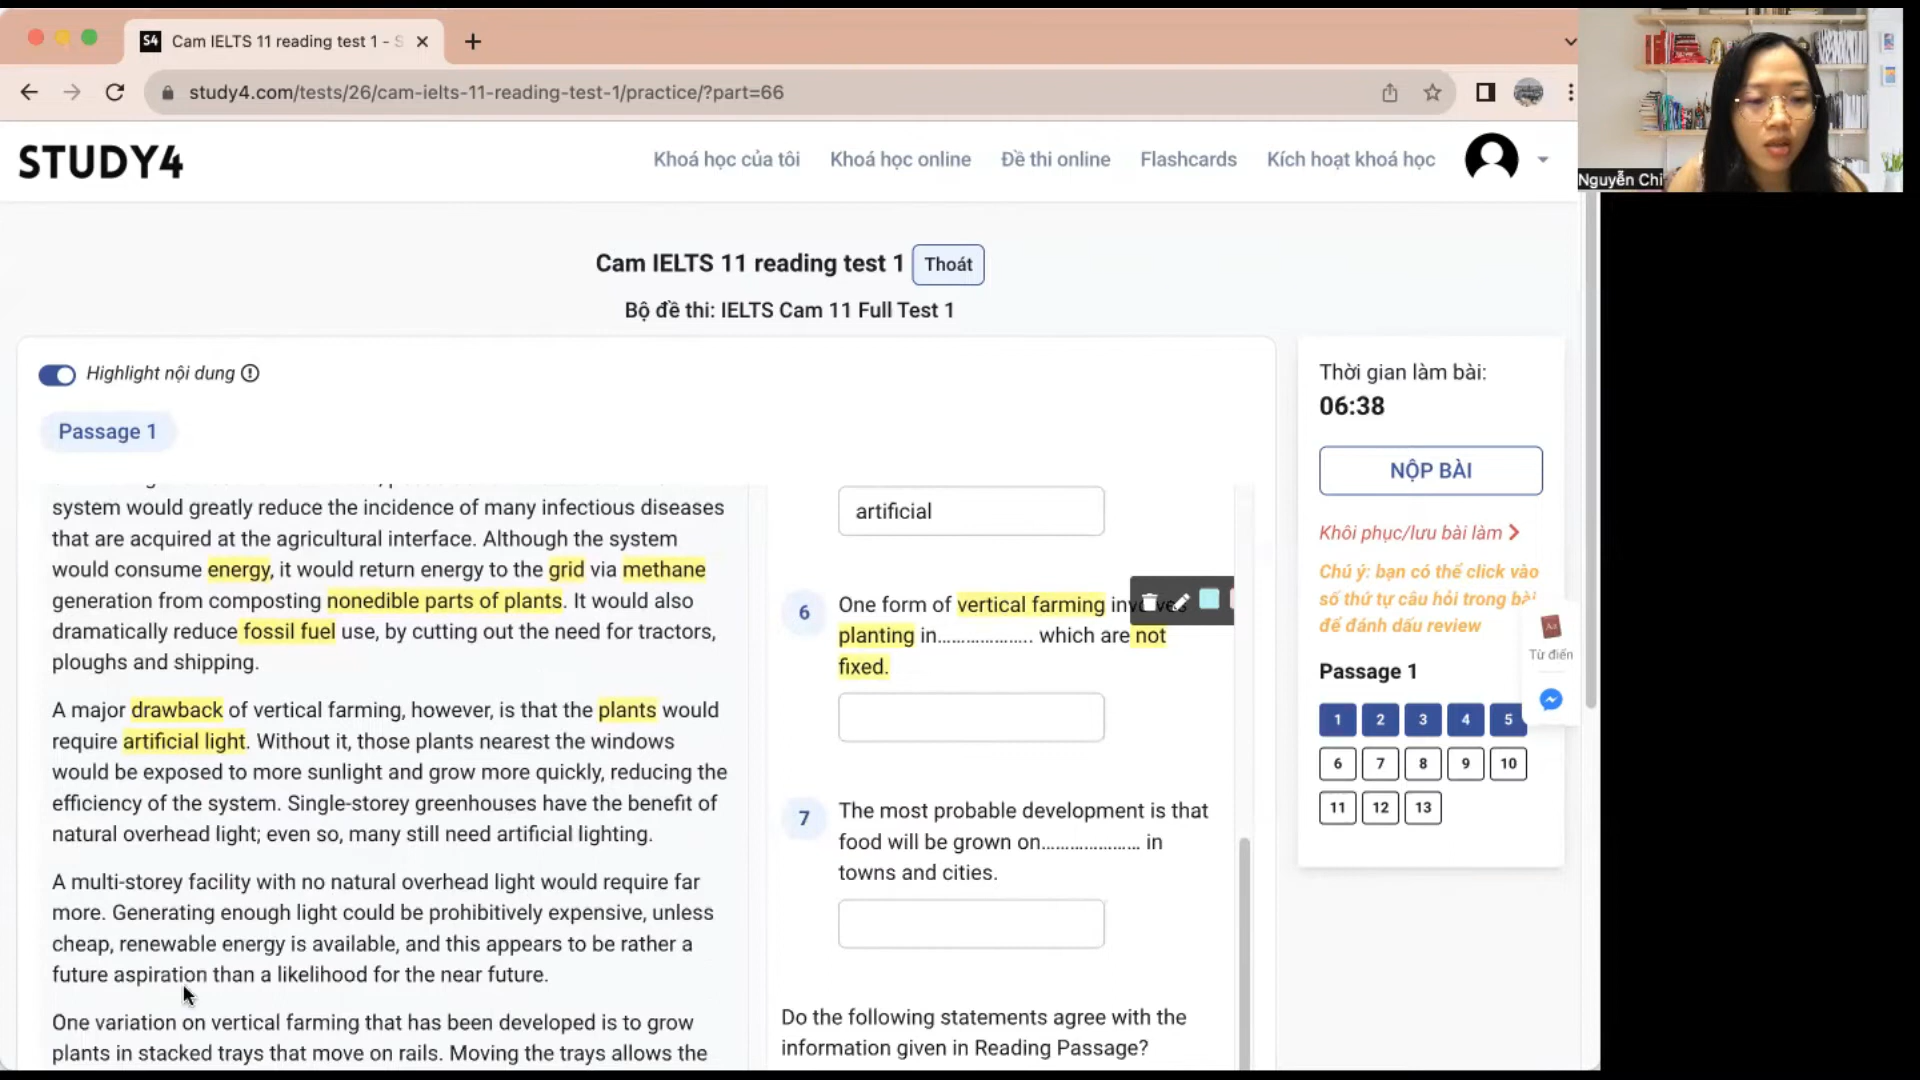 S4 Cam IELTS 11 reading test 1 -
study4.com/tests/26/cam-ielts-11-reading-test-1/practice/?part=66
Nguyễn Chi
STUDY4
Khoá học của tôi
Khoá học online
Đề thi online
Flashcards
Kích hoạt khoá học
Cam IELTS 11 reading test 1
Thoát
Bộ đề thi: IELTS Cam 11 Full Test 1
Highlight nội dung
Passage 1
system would greatly reduce the incidence of many infectious diseases
that are acquired at the agricultural interface. Although the system
would consume energy, it would return energy to the grid via methane
generation from composting nonedible parts of plants. It would also
dramatically reduce fossil fuel use, by cutting out the need for tractors,
ploughs and shipping.
A major drawback of vertical farming, however, is that the plants would
require artificial light. Without it, those plants nearest the windows
would be exposed to more sunlight and grow more quickly, reducing the
efficiency of the system. Single-storey greenhouses have the benefit of
natural overhead light; even so, many still need artificial lighting.
A multi-storey facility with no natural overhead light would require far
more. Generating enough light could be prohibitively expensive, unless
cheap, renewable energy is available, and this appears to be rather a
future aspiration than a likelihood for the near future.
One variation on vertical farming that has been developed is to grow
plants in stacked trays that move on rails. Moving the trays allows the
artificial
6
One form of vertical farming involves
planting in................... which are not
fixed.
7
The most probable development is that
food will be grown on.................... in
towns and cities.
Do the following statements agree with the
information given in Reading Passage?
Thời gian làm bài:
06:38
NỘP BÀI
Khôi phục/lưu bài làm
Chú ý: bạn có thể click vào
số thứ tự câu hỏi trong bài
để đánh dấu review
Từ điển
Passage 1
1 2 3 4 5
6 7 8 9 10
11 12 13